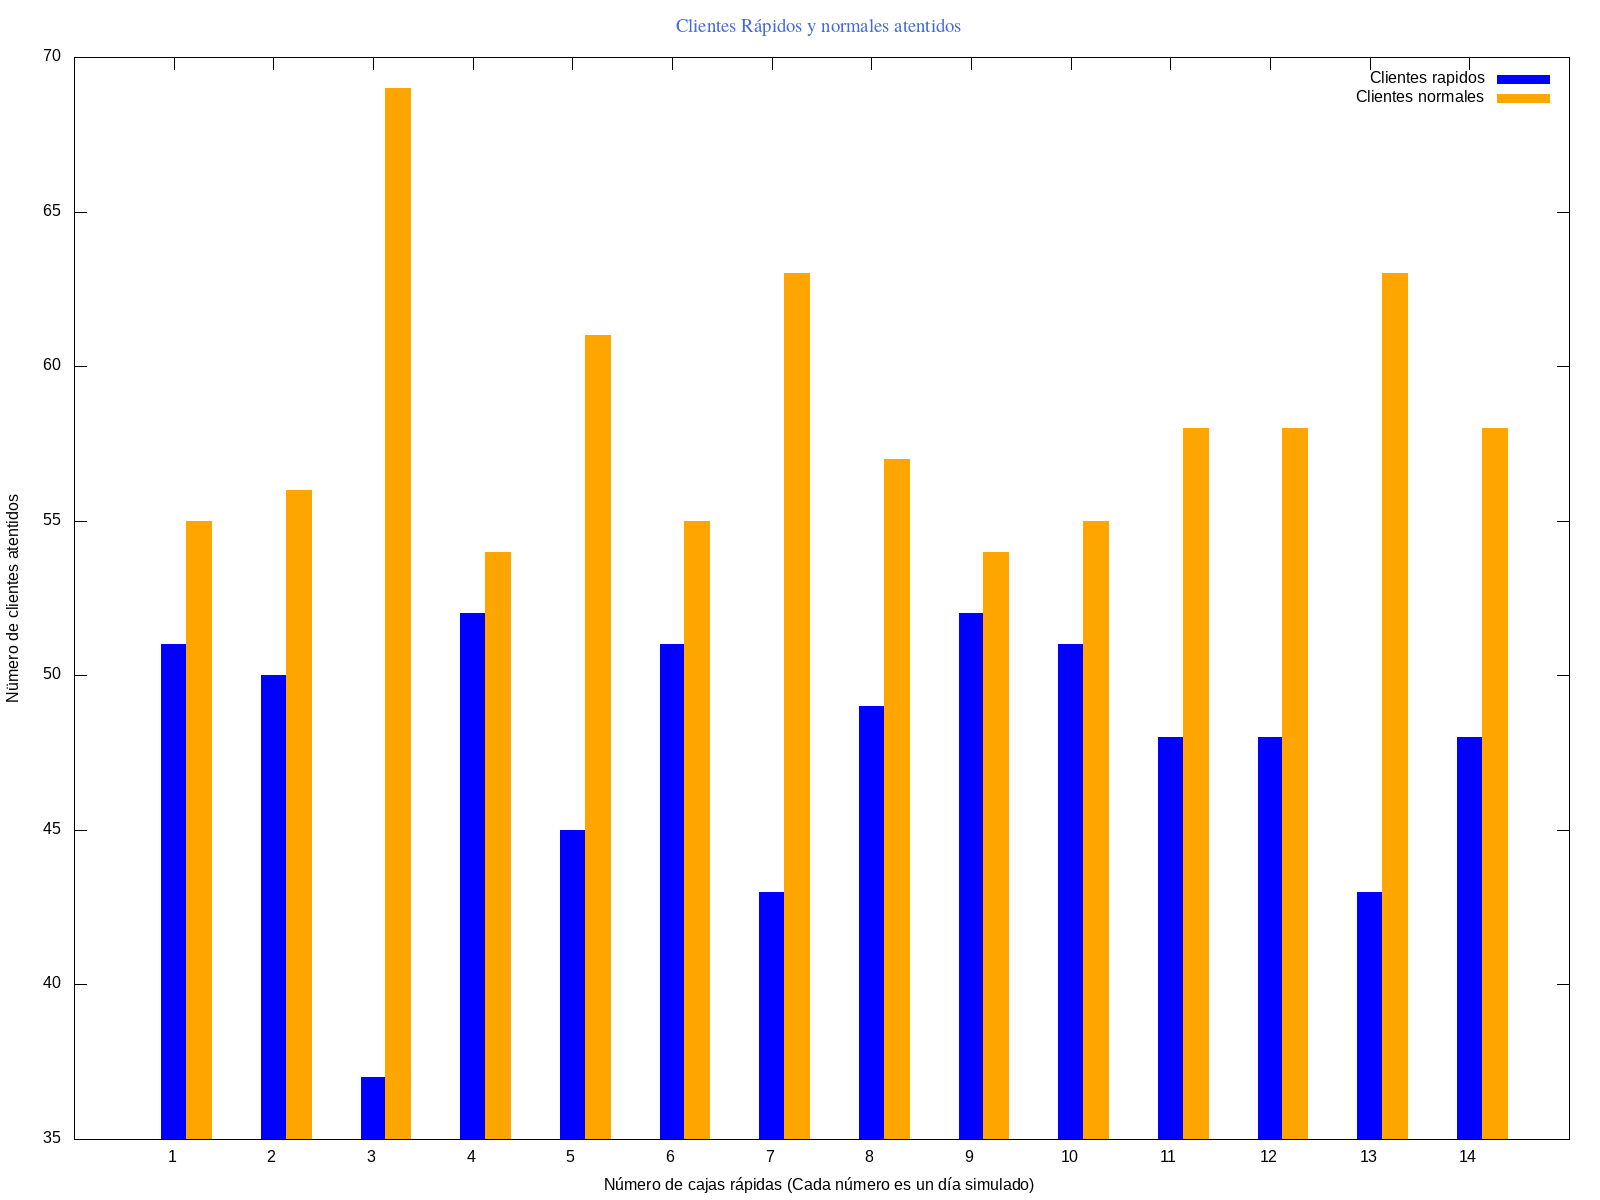 Clientes Rápidos y normales atentidos
Clientes rapidos
Clientes normales
70
65
60
55
50
45
40
35
Número de clientes atentidos
1 2 3 4 5 6 7 8 9 10 11 12 13 14
Número de cajas rápidas (Cada número es un día simulado)